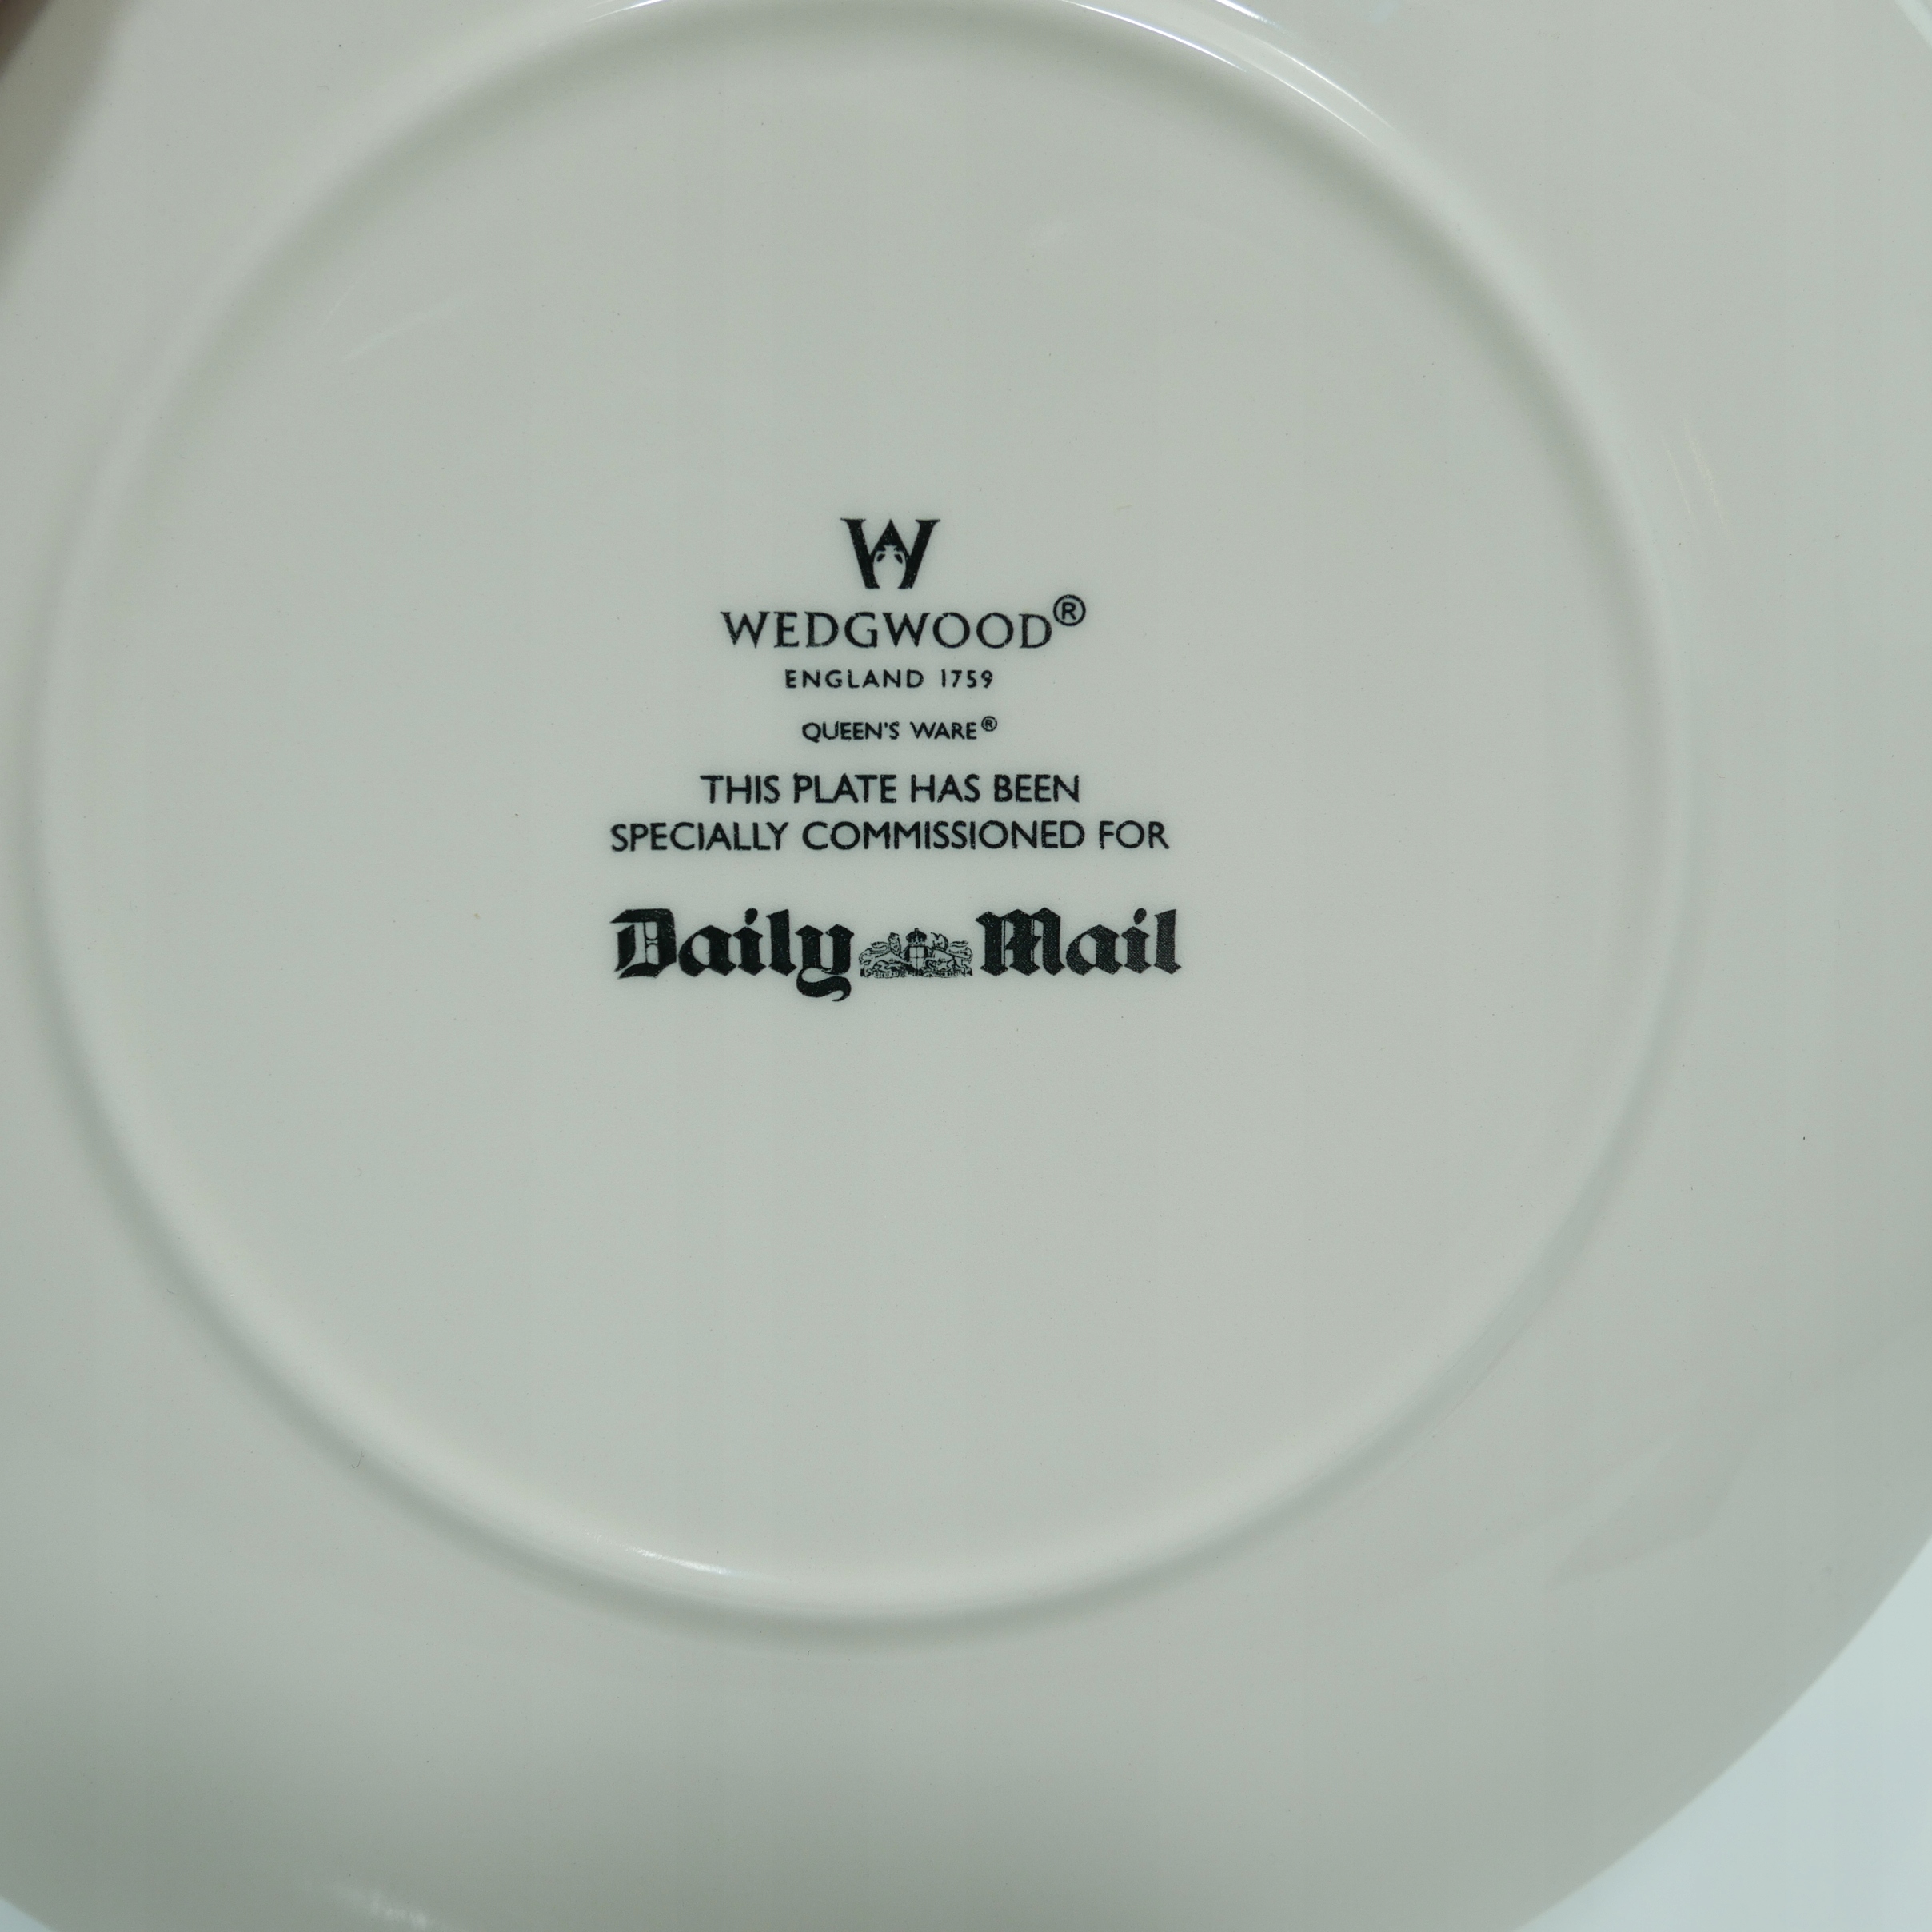 W
WEDGWOOD®
ENGLAND 1759
QUEEN'S WARE®
THIS PLATE HAS BEEN
SPECIALLY COMMISSIONED FOR
Daily Mail